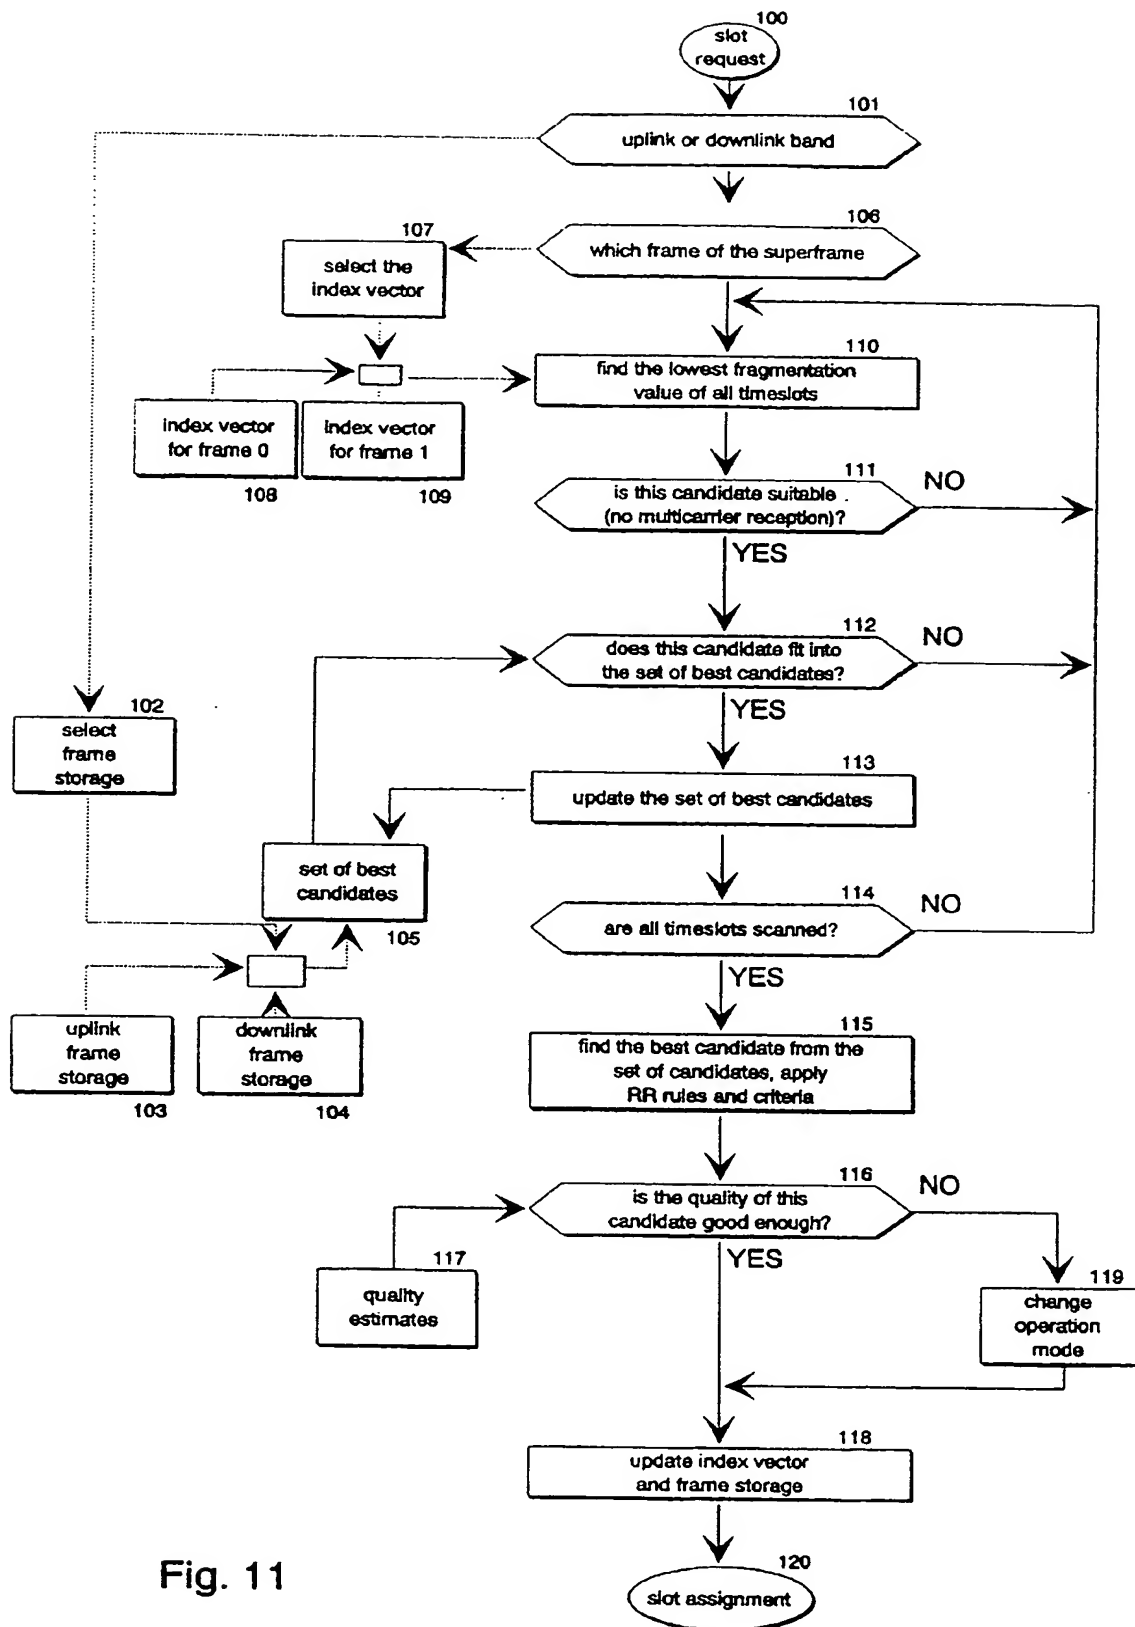 100
slot
request
101
uplink or downlink band
106
which frame of the superframe
107
select the
index vector
110
find the lowest fragmentation
value of all timeslots
index vector
for frame 0
108
index vector
for frame 1
109
111
is this candidate suitable
(no multicarrier reception)?
NO
YES
112
does this candidate fit into
the set of best candidates?
NO
YES
102
select
frame
storage
113
update the set of best candidates
set of best
candidates
105
114
are all timeslots scanned?
NO
YES
uplink
frame
storage
103
downlink
frame
storage
104
115
find the best candidate from the
set of candidates, apply
RR rules and criteria
116
is the quality of this
candidate good enough?
NO
YES
117
quality
estimates
119
change
operation
mode
118
update index vector
and frame storage
120
slot assignment
Fig. 11